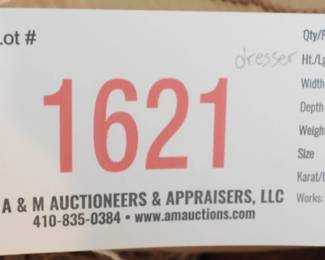 Lot #
1621
A & M AUCTIONEERS & APPRAISERS, LLC
410-835-0384 • www.amauctions.com
dresser
Qty/
Ht./Lg
Width
Depth
Weigh
Size
Karat/
Works: